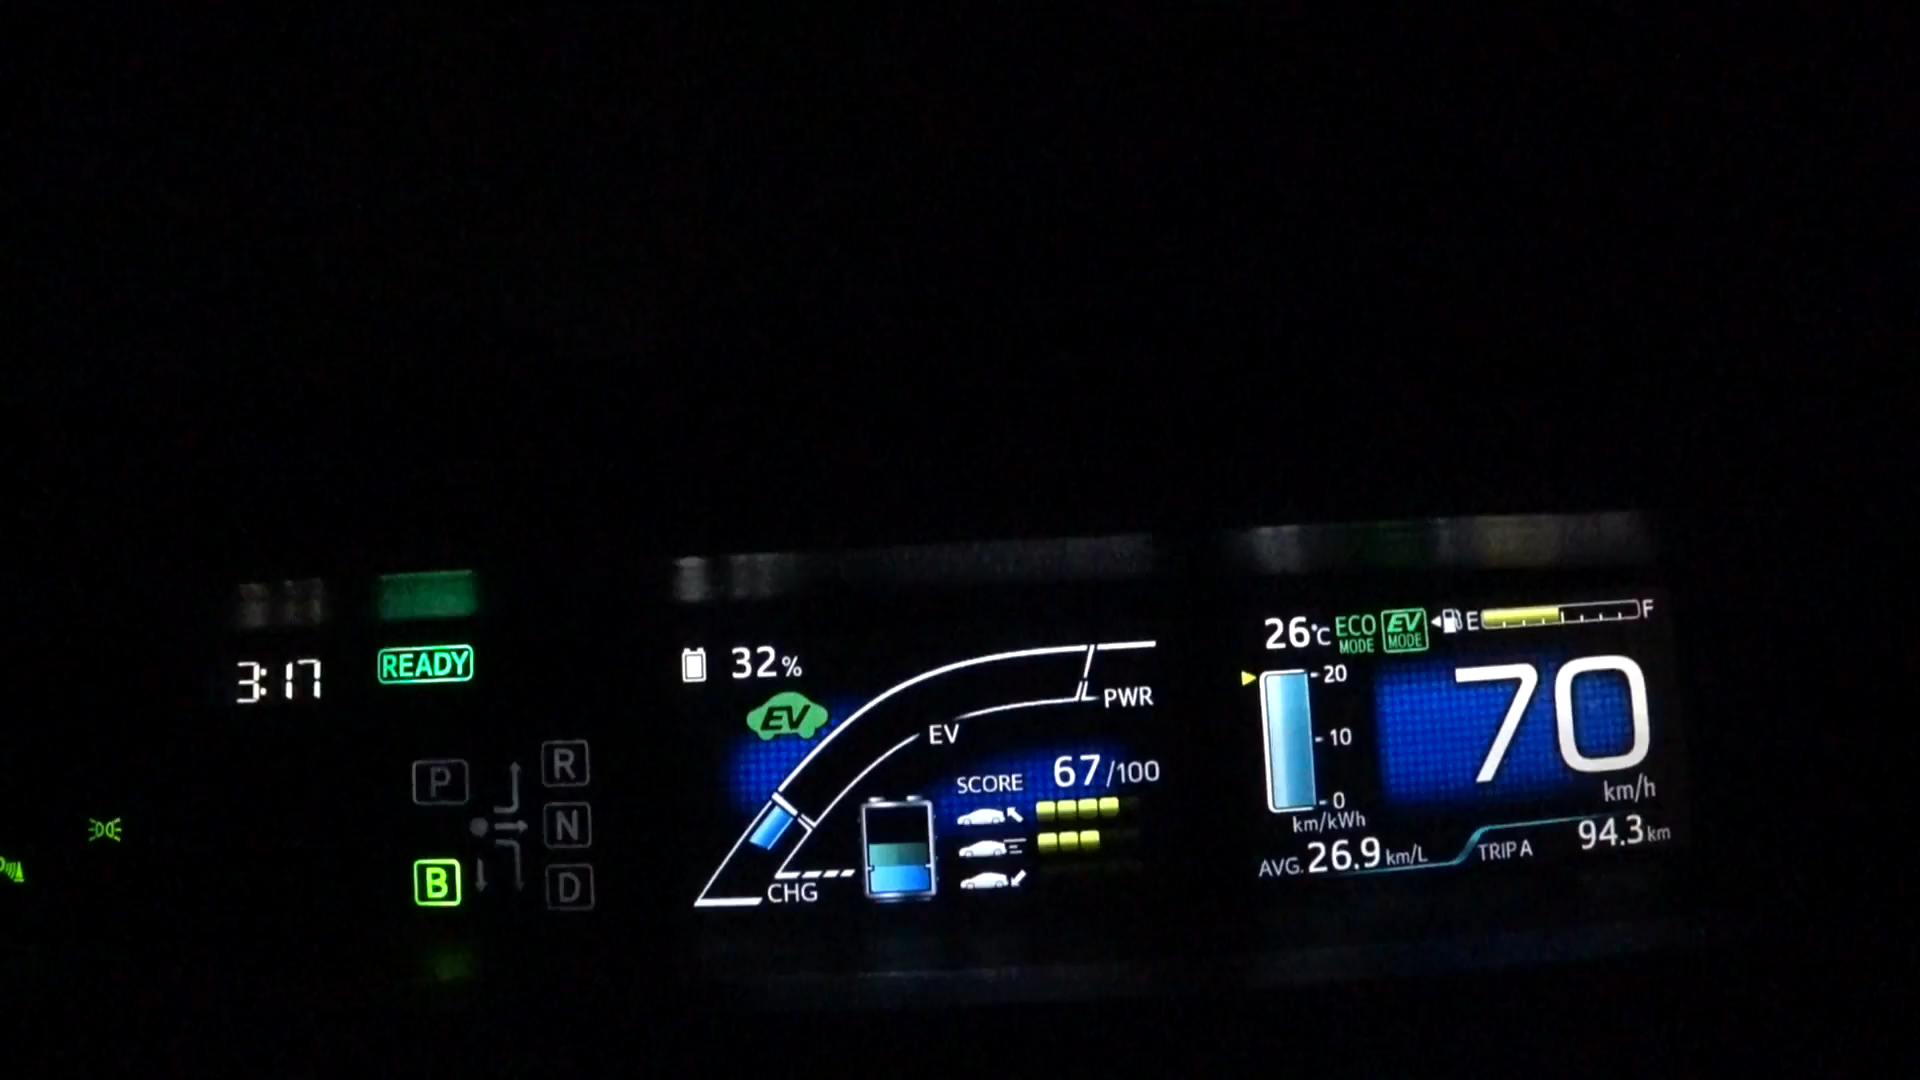 3:17
READY
P
R
N
B
D
32%
EV
PWR
EV
SCORE 67/100
CHG
26°C
ECO MODE
EV MODE
E
F
20
10
0
km/kWh
70
km/h
AVG. 26.9 km/L
TRIP A
94.3 km